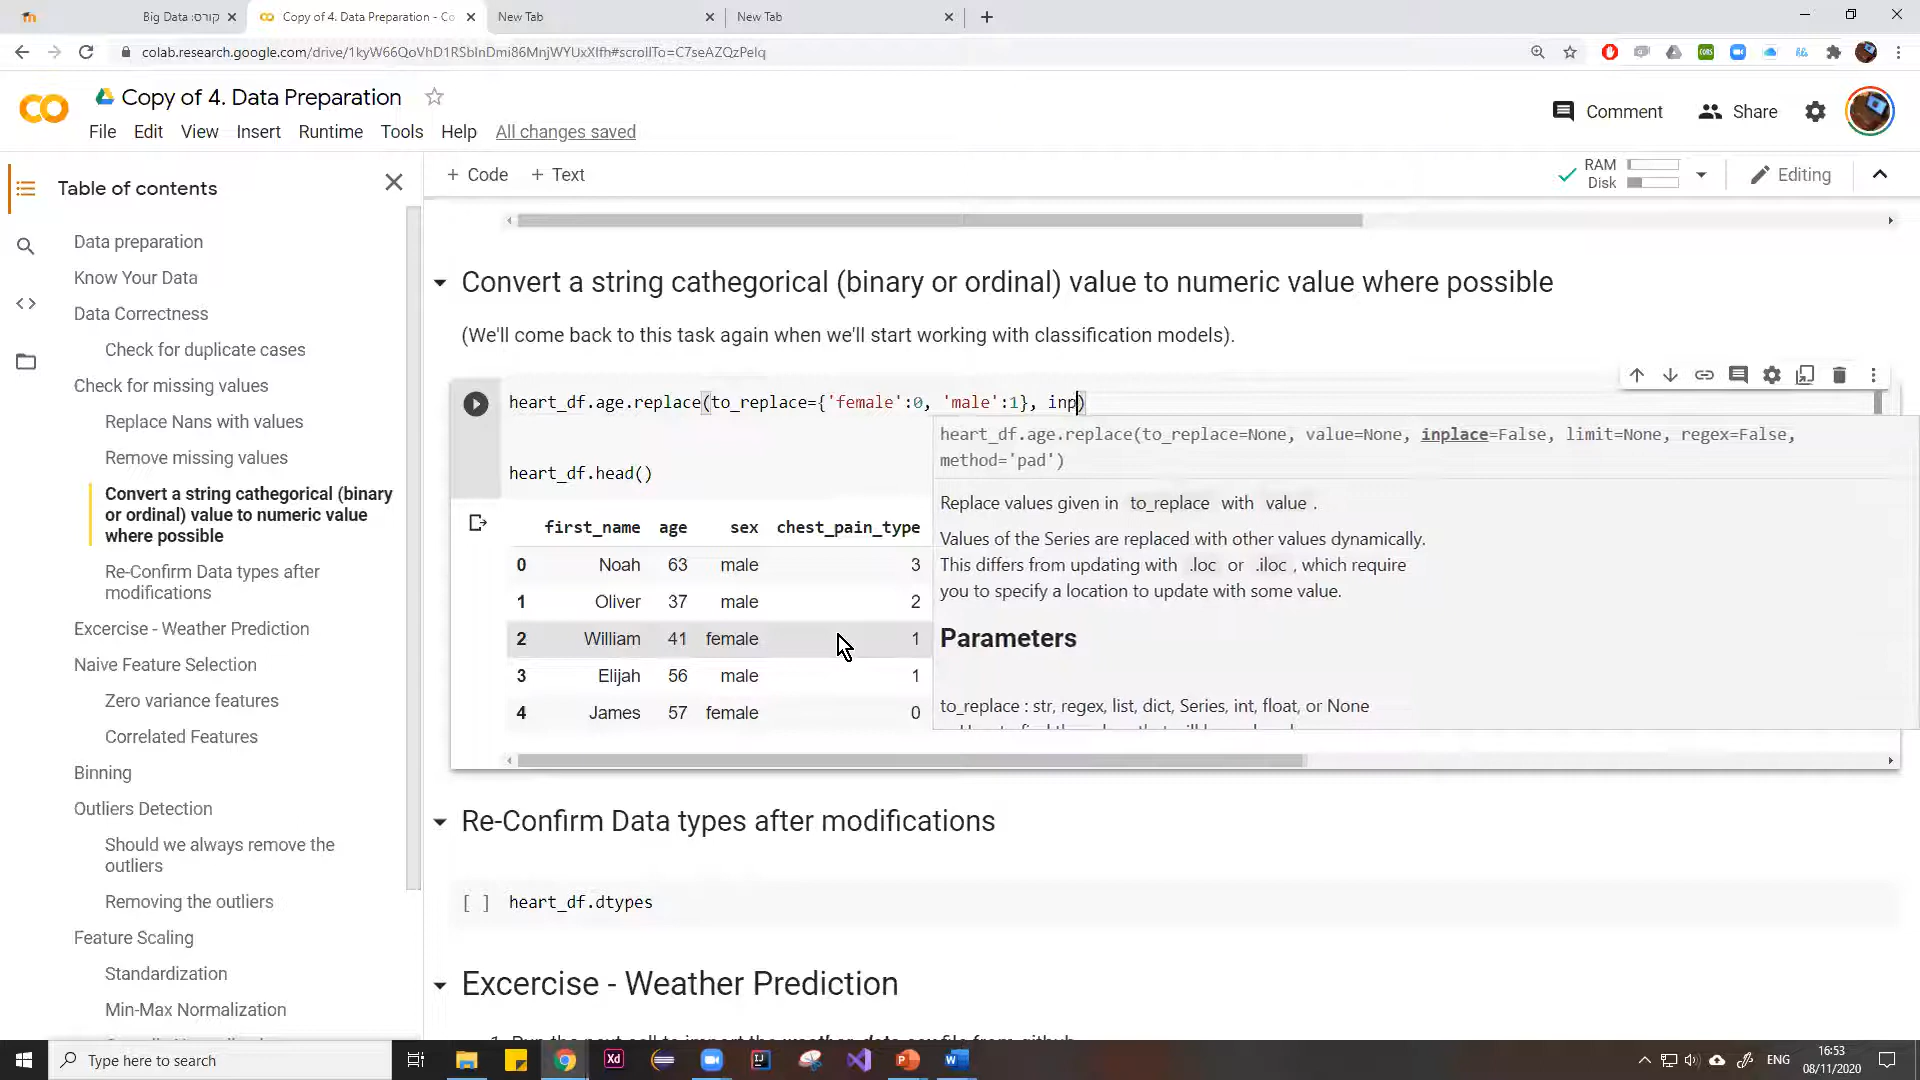 קורס: Big Data
Copy of 4. Data Preparation - Co
New Tab
New Tab
colab.research.google.com/drive/1kyW66QoVhD1RSbInDmi86MnjWYUxXlfh#scrollTo=C7seAZQzPelq
Copy of 4. Data Preparation
File Edit View Insert Runtime Tools Help All changes saved
Comment
Share
+ Code + Text
RAM
Disk
Editing
Table of contents
Data preparation
Know Your Data
Data Correctness
Check for duplicate cases
Check for missing values
Replace Nans with values
Remove missing values
Convert a string cathegorical (binary
or ordinal) value to numeric value
where possible
Re-Confirm Data types after
modifications
Excercise - Weather Prediction
Naive Feature Selection
Zero variance features
Correlated Features
Binning
Outliers Detection
Should we always remove the
outliers
Removing the outliers
Feature Scaling
Standardization
Min-Max Normalization
Convert a string cathegorical (binary or ordinal) value to numeric value where possible
(We'll come back to this task again when we'll start working with classification models).
heart_df.age.replace(to_replace={'female':0, 'male':1}, inp)
heart_df.head()
heart_df.age.replace(to_replace=None, value=None, inplace=False, limit=None, regex=False,
method='pad')
Replace values given in to_replace with value .
Values of the Series are replaced with other values dynamically.
This differs from updating with .loc or .iloc , which require
you to specify a location to update with some value.
Parameters
to_replace : str, regex, list, dict, Series, int, float, or None
first_name age sex chest_pain_type
0 Noah 63 male 3
1 Oliver 37 male 2
2 William 41 female 1
3 Elijah 56 male 1
4 James 57 female 0
Re-Confirm Data types after modifications
[ ] heart_df.dtypes
Excercise - Weather Prediction
Type here to search
Xd
ENG
16:53
08/11/2020